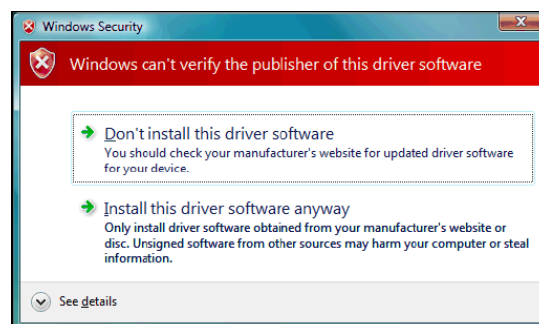 Windows Security
Windows can't verify the publisher of this driver software
Don't install this driver software
You should check your manufacturer's website for updated driver software
for your device.
Install this driver software anyway
Only install driver software obtained from your manufacturer's website or
disc. Unsigned software from other sources may harm your computer or steal
information.
See details